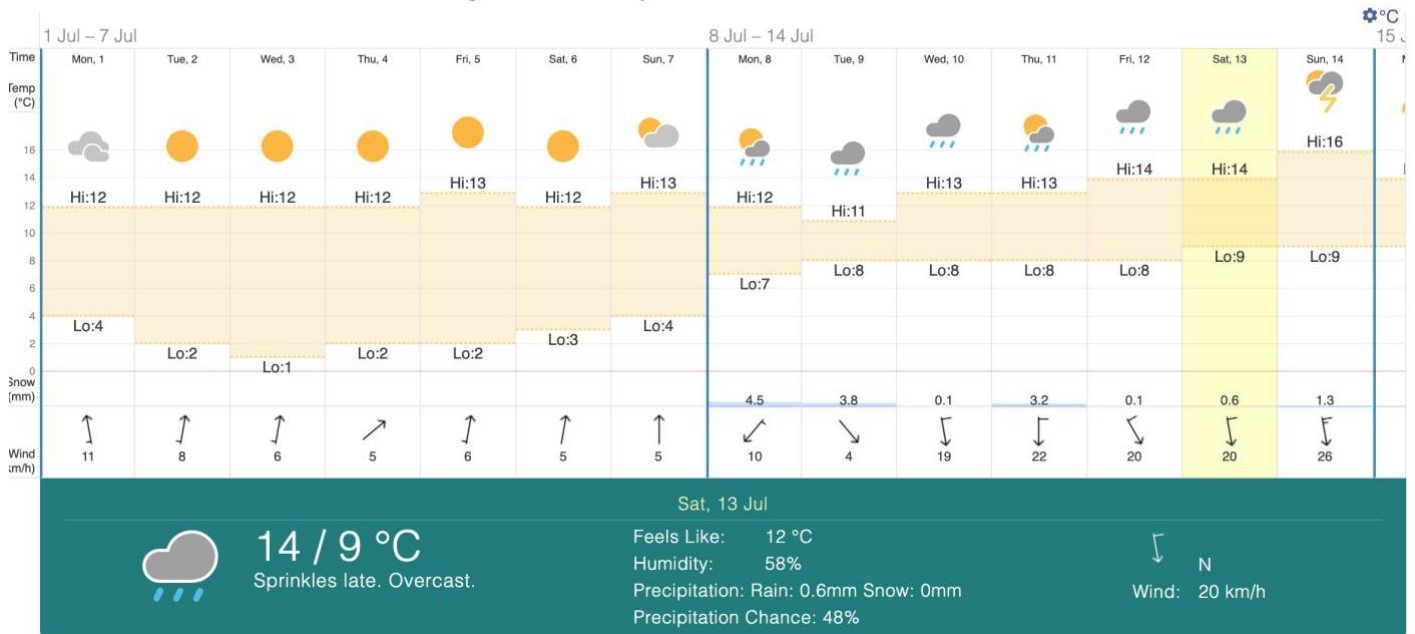 °C
1 Jul – 7 Jul 8 Jul – 14 Jul 15
Time Mon, 1 Tue, 2 Wed, 3 Thu, 4 Fri, 5 Sat, 6 Sun, 7 Mon, 8 Tue, 9 Wed, 10 Thu, 11 Fri, 12 Sat, 13 Sun, 14
Temp
(°C)
Hi:16
16
14
Hi:14 Hi:14
Hi:13 Hi:13 Hi:13 Hi:13
Hi:12 Hi:12 Hi:12 Hi:12 Hi:12 Hi:12
12
Hi:11
10
8
Lo:9 Lo:9
Lo:8 Lo:8 Lo:8 Lo:8
Lo:7
6
4
Lo:4 Lo:4
Lo:3
2
Lo:2 Lo:2 Lo:2
Lo:1
0
Snow
(mm) 4.5 3.8 0.1 3.2 0.1 0.6 1.3
Wind 11 8 6 5 6 5 5 10 4 19 22 20 20 26
km/h)
Sat, 13 Jul
14 / 9 °C
Sprinkles late. Overcast.
Feels Like: 12 °C
Humidity: 58%
Precipitation: Rain: 0.6mm Snow: 0mm
Precipitation Chance: 48%
N
Wind: 20 km/h